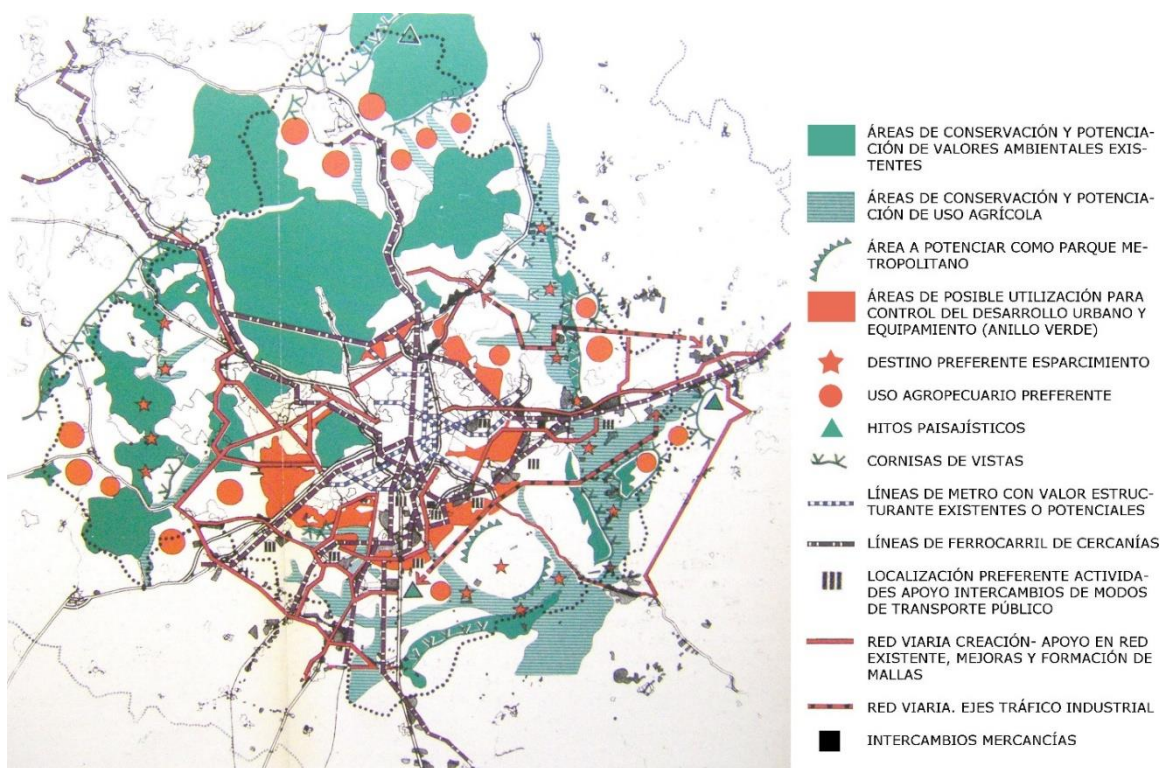 ÁREAS DE CONSERVACIÓN Y POTENCIA-
CIÓN DE VALORES AMBIENTALES EXIS-
TENTES
ÁREAS DE CONSERVACIÓN Y POTENCIA-
CIÓN DE USO AGRÍCOLA
ÁREA A POTENCIAR COMO PARQUE ME-
TROPOLITANO
ÁREAS DE POSIBLE UTILIZACIÓN PARA
CONTROL DEL DESARROLLO URBANO Y
EQUIPAMIENTO (ANILLO VERDE)
DESTINO PREFERENTE ESPARCIMIENTO
USO AGROPECUARIO PREFERENTE
HITOS PAISAJÍSTICOS
CORNISAS DE VISTAS
LÍNEAS DE METRO CON VALOR ESTRUC-
TURANTE EXISTENTES O POTENCIALES
LÍNEAS DE FERROCARRIL DE CERCANÍAS
LOCALIZACIÓN PREFERENTE ACTIVIDA-
DES APOYO INTERCAMBIOS DE MODOS
DE TRANSPORTE PÚBLICO
RED VIARIA CREACIÓN- APOYO EN RED
EXISTENTE, MEJORAS Y FORMACIÓN DE
MALLAS
RED VIARIA. EJES TRÁFICO INDUSTRIAL
INTERCAMBIOS MERCANCÍAS